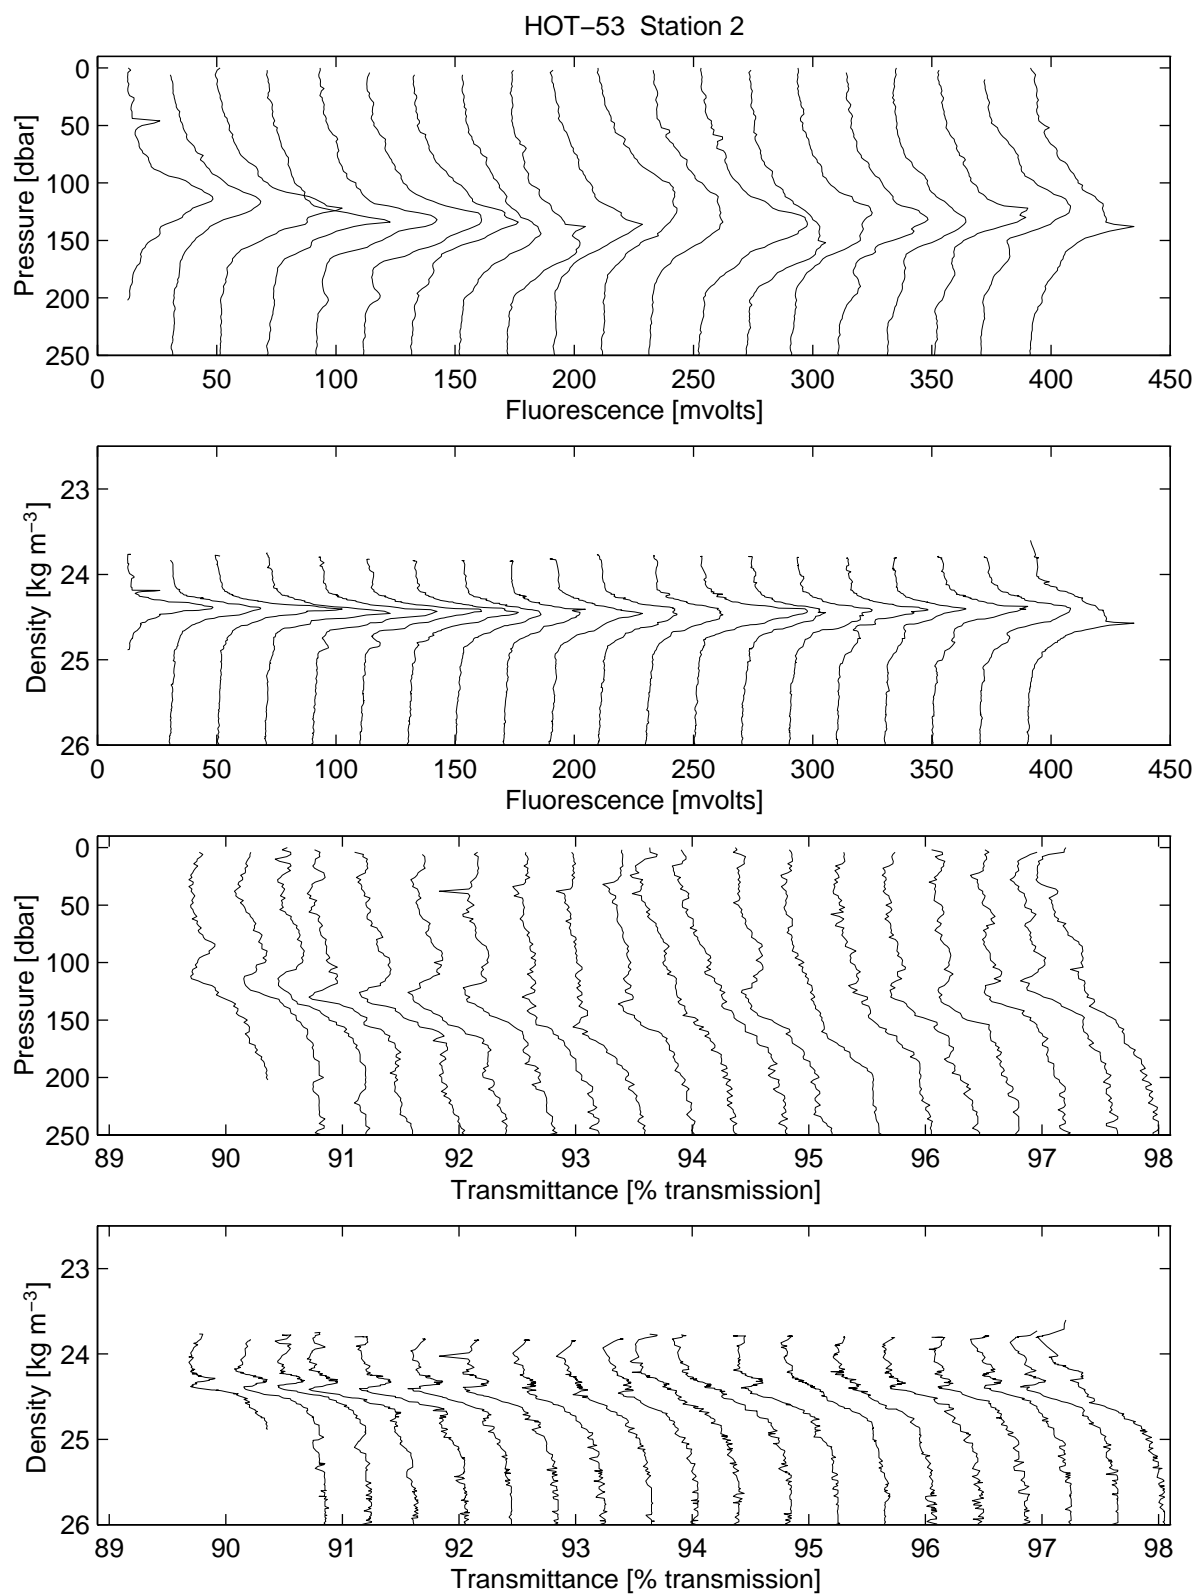 HOT−53 Station 2
0
50
100
150
200
250
Pressure [dbar]
0 50 100 150 200 250 300 350 400 450
Fluorescence [mvolts]
23
24
25
26
Density [kg m−3]
0 50 100 150 200 250 300 350 400 450
Fluorescence [mvolts]
0
50
100
150
200
250
Pressure [dbar]
89 90 91 92 93 94 95 96 97 98
Transmittance [% transmission]
23
24
25
26
Density [kg m−3]
89 90 91 92 93 94 95 96 97 98
Transmittance [% transmission]